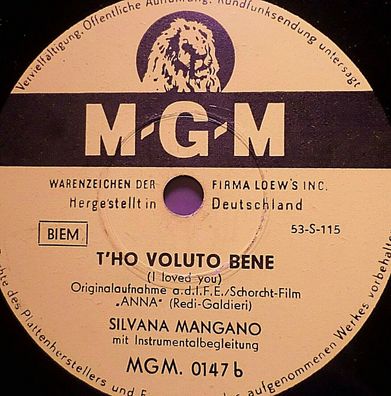 Vervielfältigung, Öffentliche Aufführung, Rundfunksendung untersagt
M-G-M
WARENZEICHEN DER FIRMA LOEW'S INC.
Hergestellt in Deutschland
BIEM
53-S-115
T'HO VOLUTO BENE
(I loved you)
Originalaufnahme a.d.I.F.E./Schorcht-Film
„ANNA" (Redi-Galdieri)
SILVANA MANGANO
mit Instrumentalbegleitung
MGM. 0147 b
des Plattenherstellers und
des aufgenommenen Werkes vorbehalten